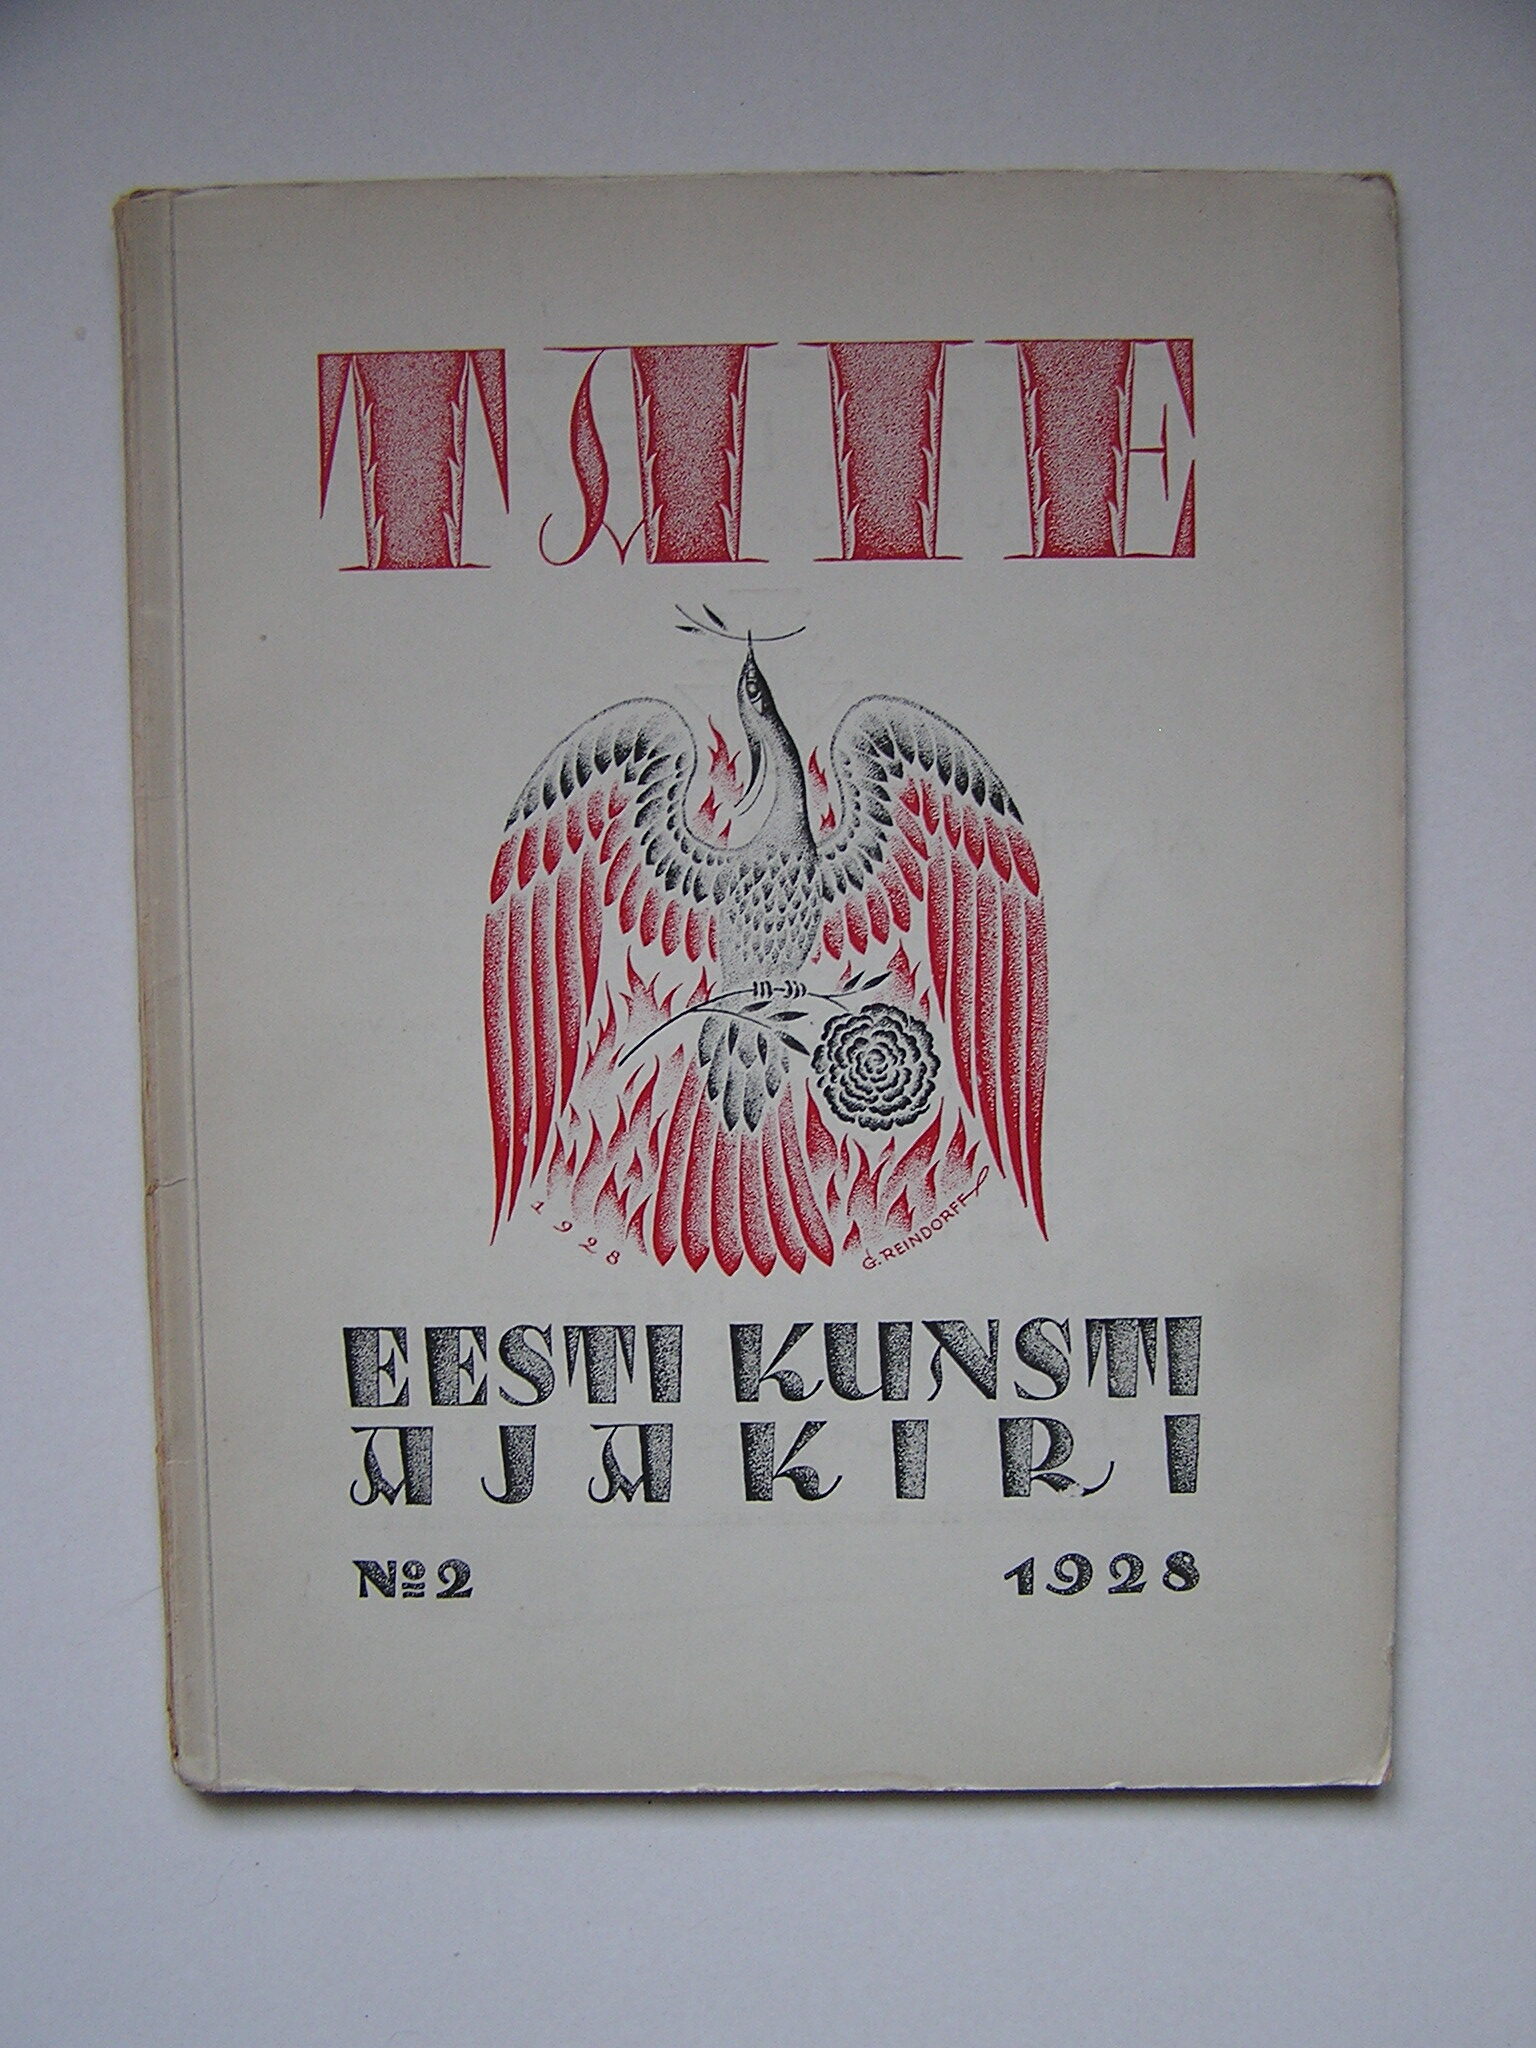 TAIE
1928
G. REINDORFF
EESTI KUNSTI
AJAKIRI
№2
1928